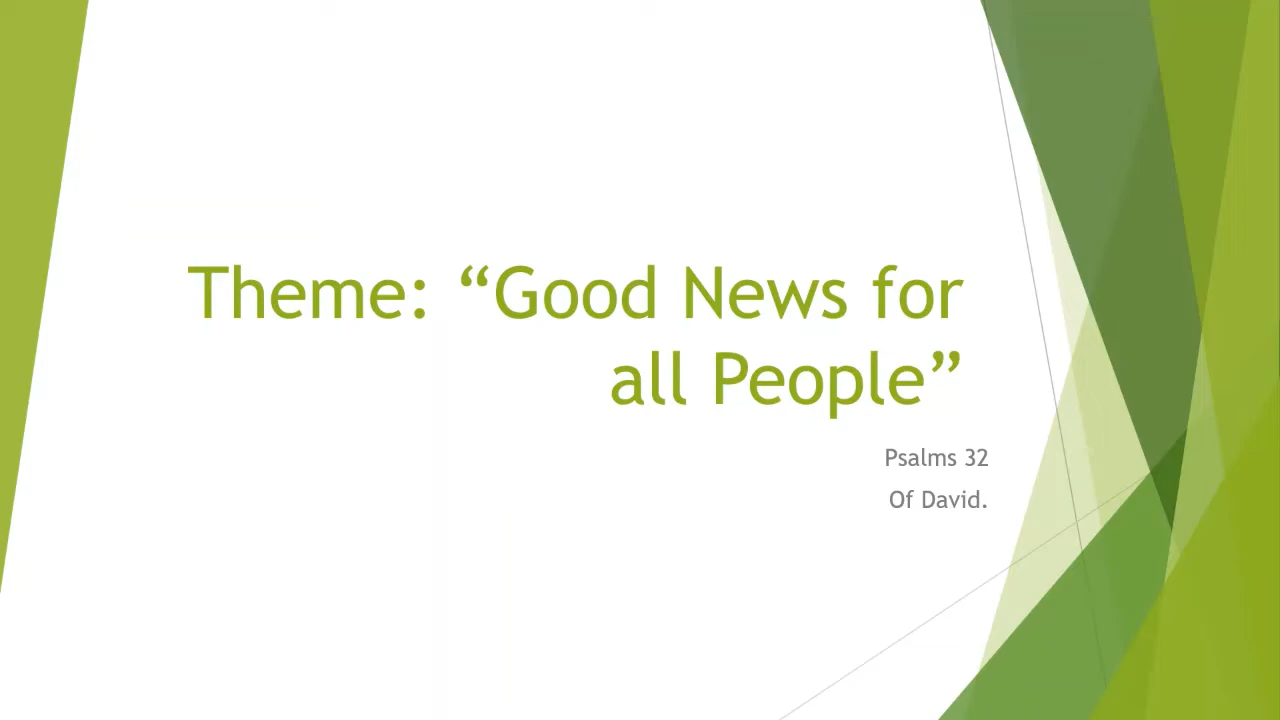 Theme: “Good News for
all People”
Psalms 32
Of David.